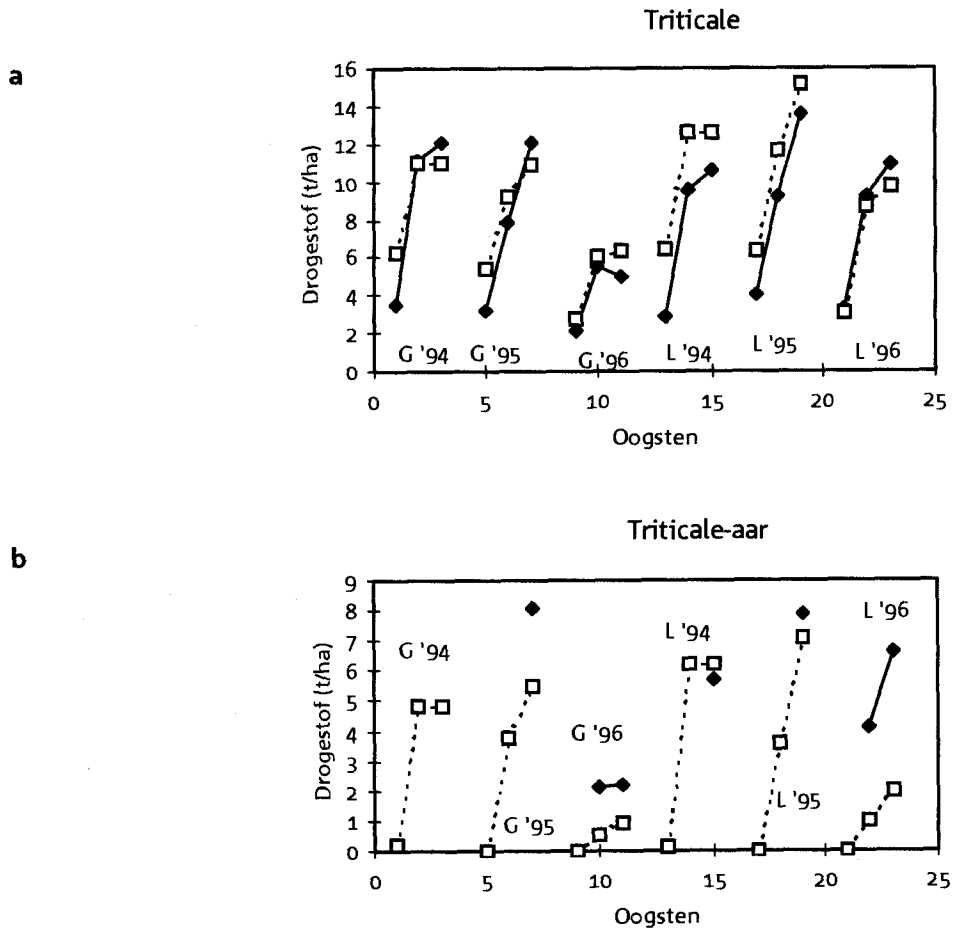 Triticale
a
16
14
12
10
8
6
4
2
0
Drogestof (t/ha)
G '94
G '95
G '96
L '94
L '95
L '96
0 5 10 15 20 25
Oogsten
Triticale-aar
b
9
8
7
6
5
4
3
2
1
0
Drogestof (t/ha)
G '94
G '95
G '96
L '94
L '95
L '96
0 5 10 15 20 25
Oogsten